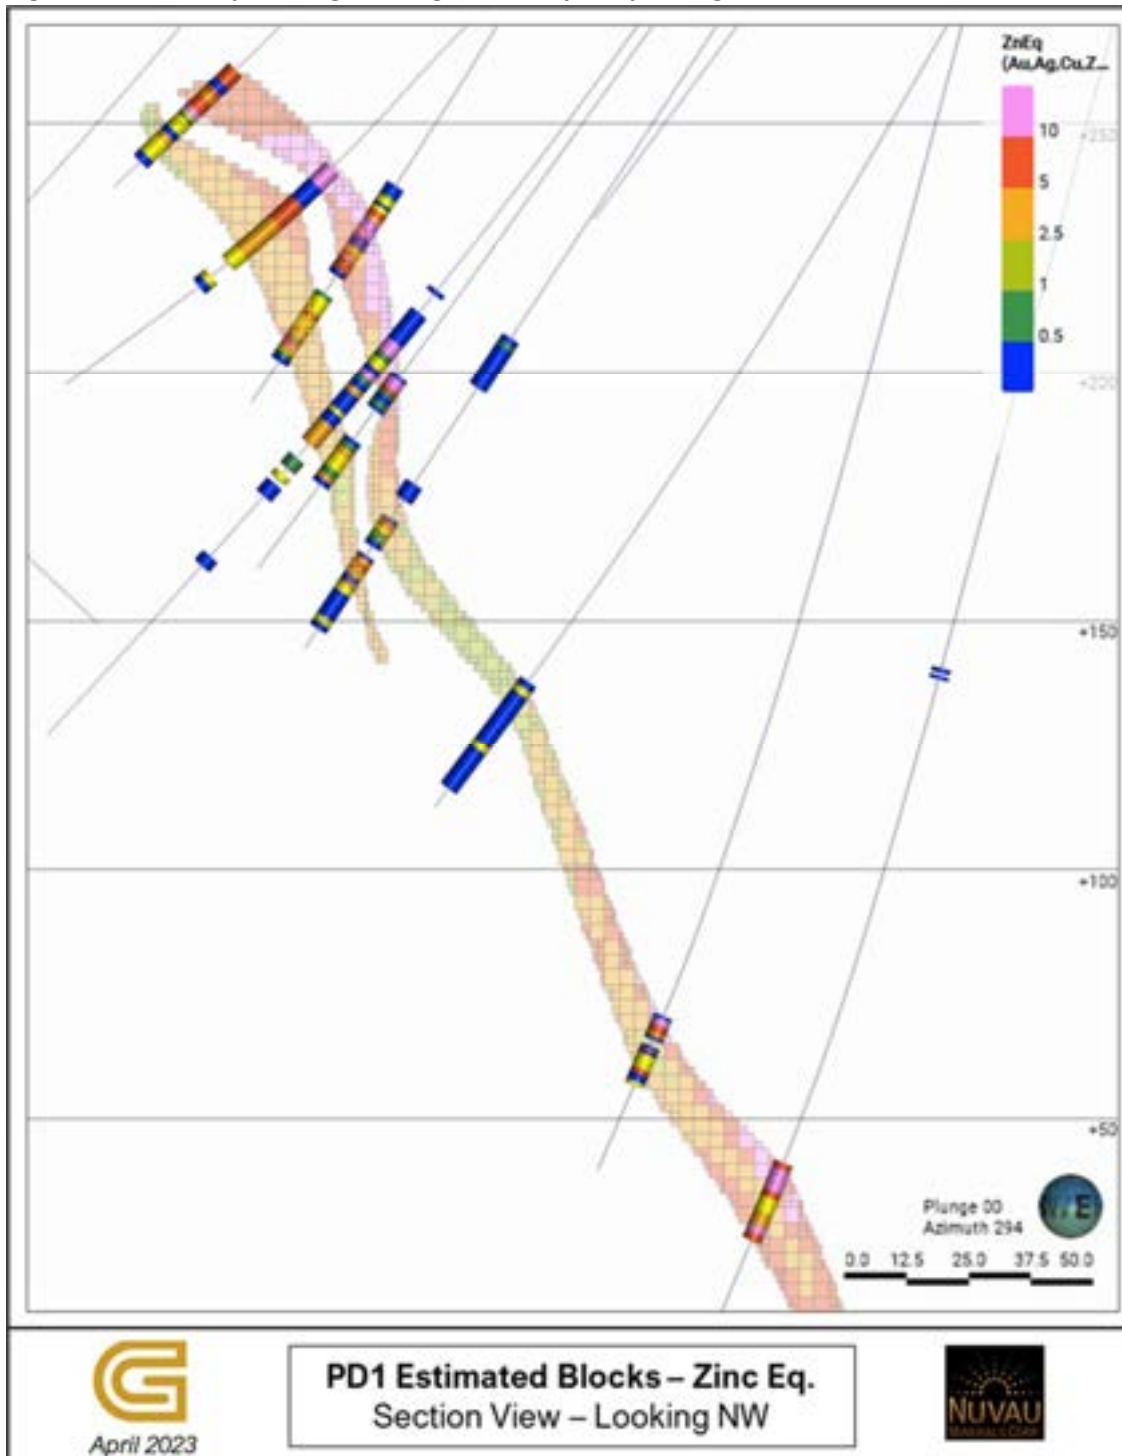 ZnEq
(Au,Ag,Cu,Z...
10
5
2.5
1
0.5
+250
+200
+150
+100
+50
Plunge 00
Azimuth 294
0.0 12.5 25.0 37.5 50.0
PD1 Estimated Blocks – Zinc Eq.
Section View – Looking NW
April 2023
NUVAU